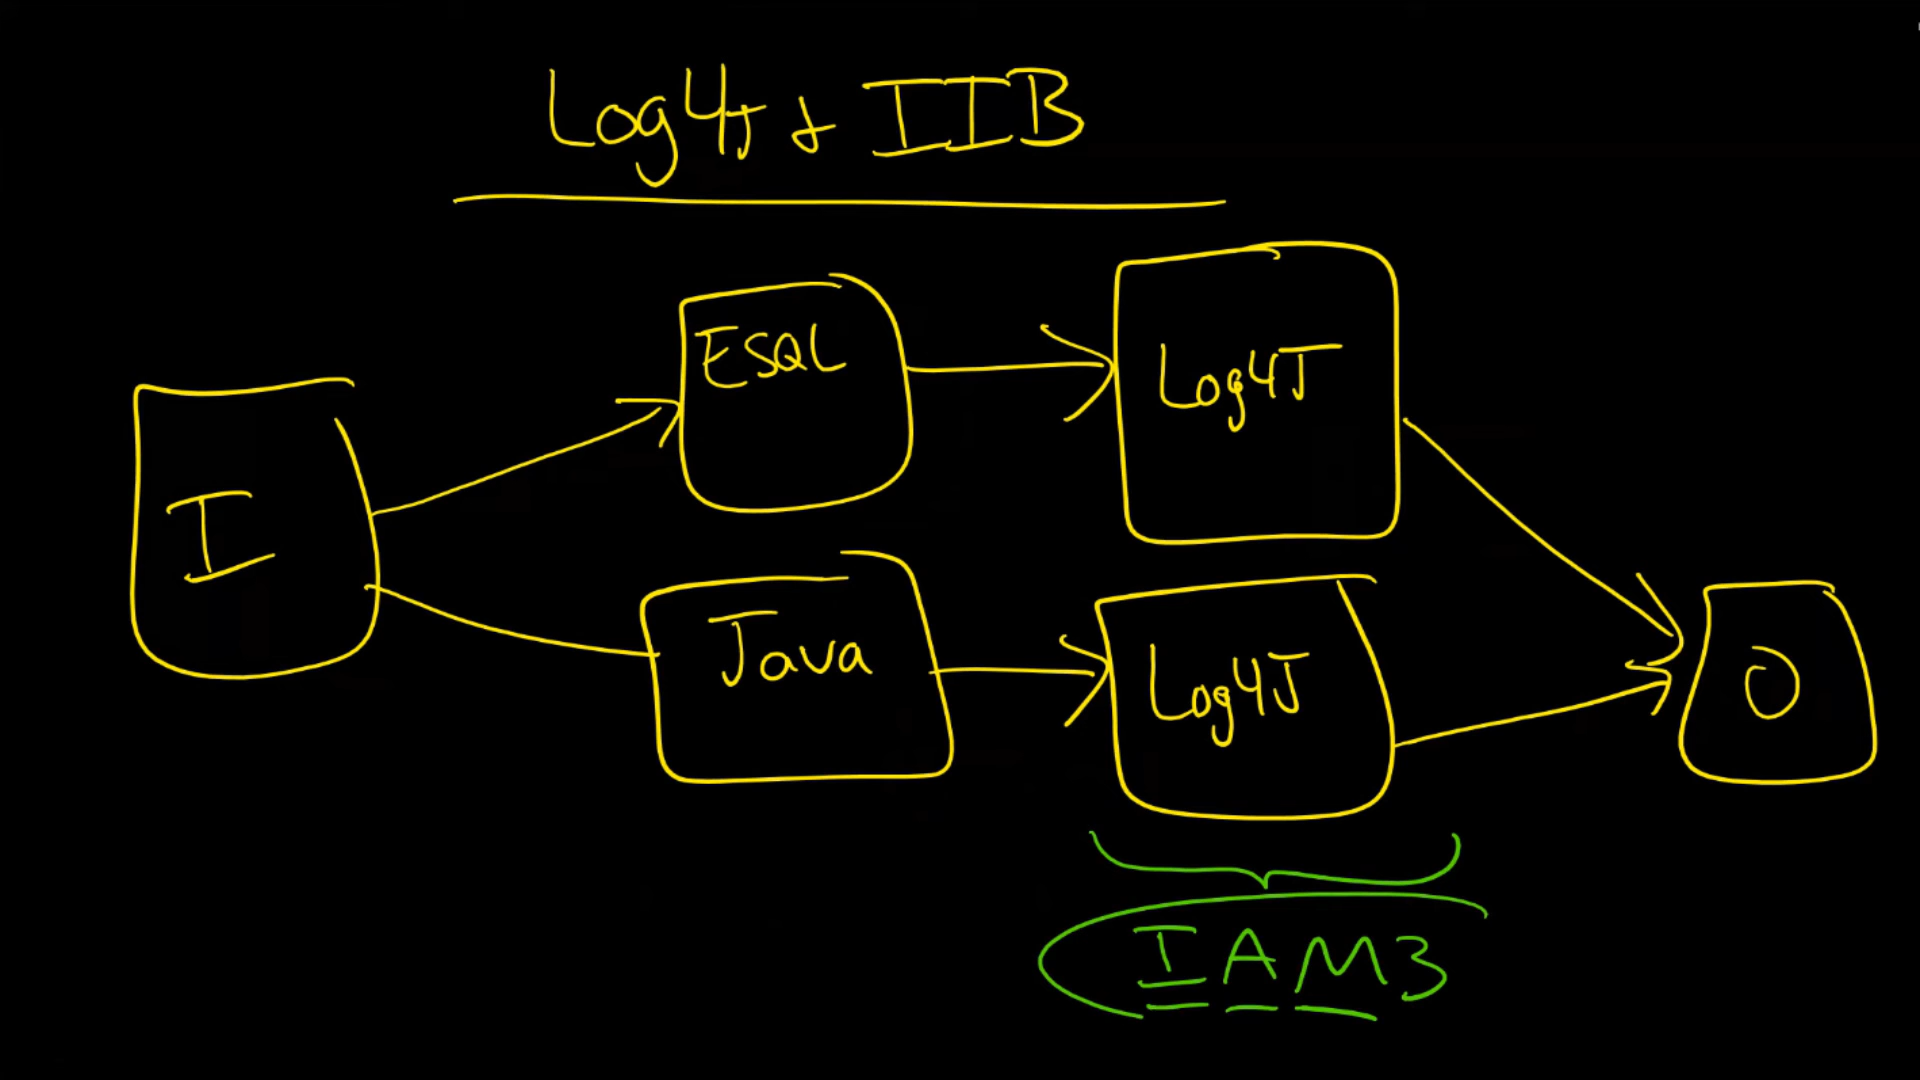 Log4J + IIB
ESQL
Log4J
I
Java
Log4J
O
IAM3